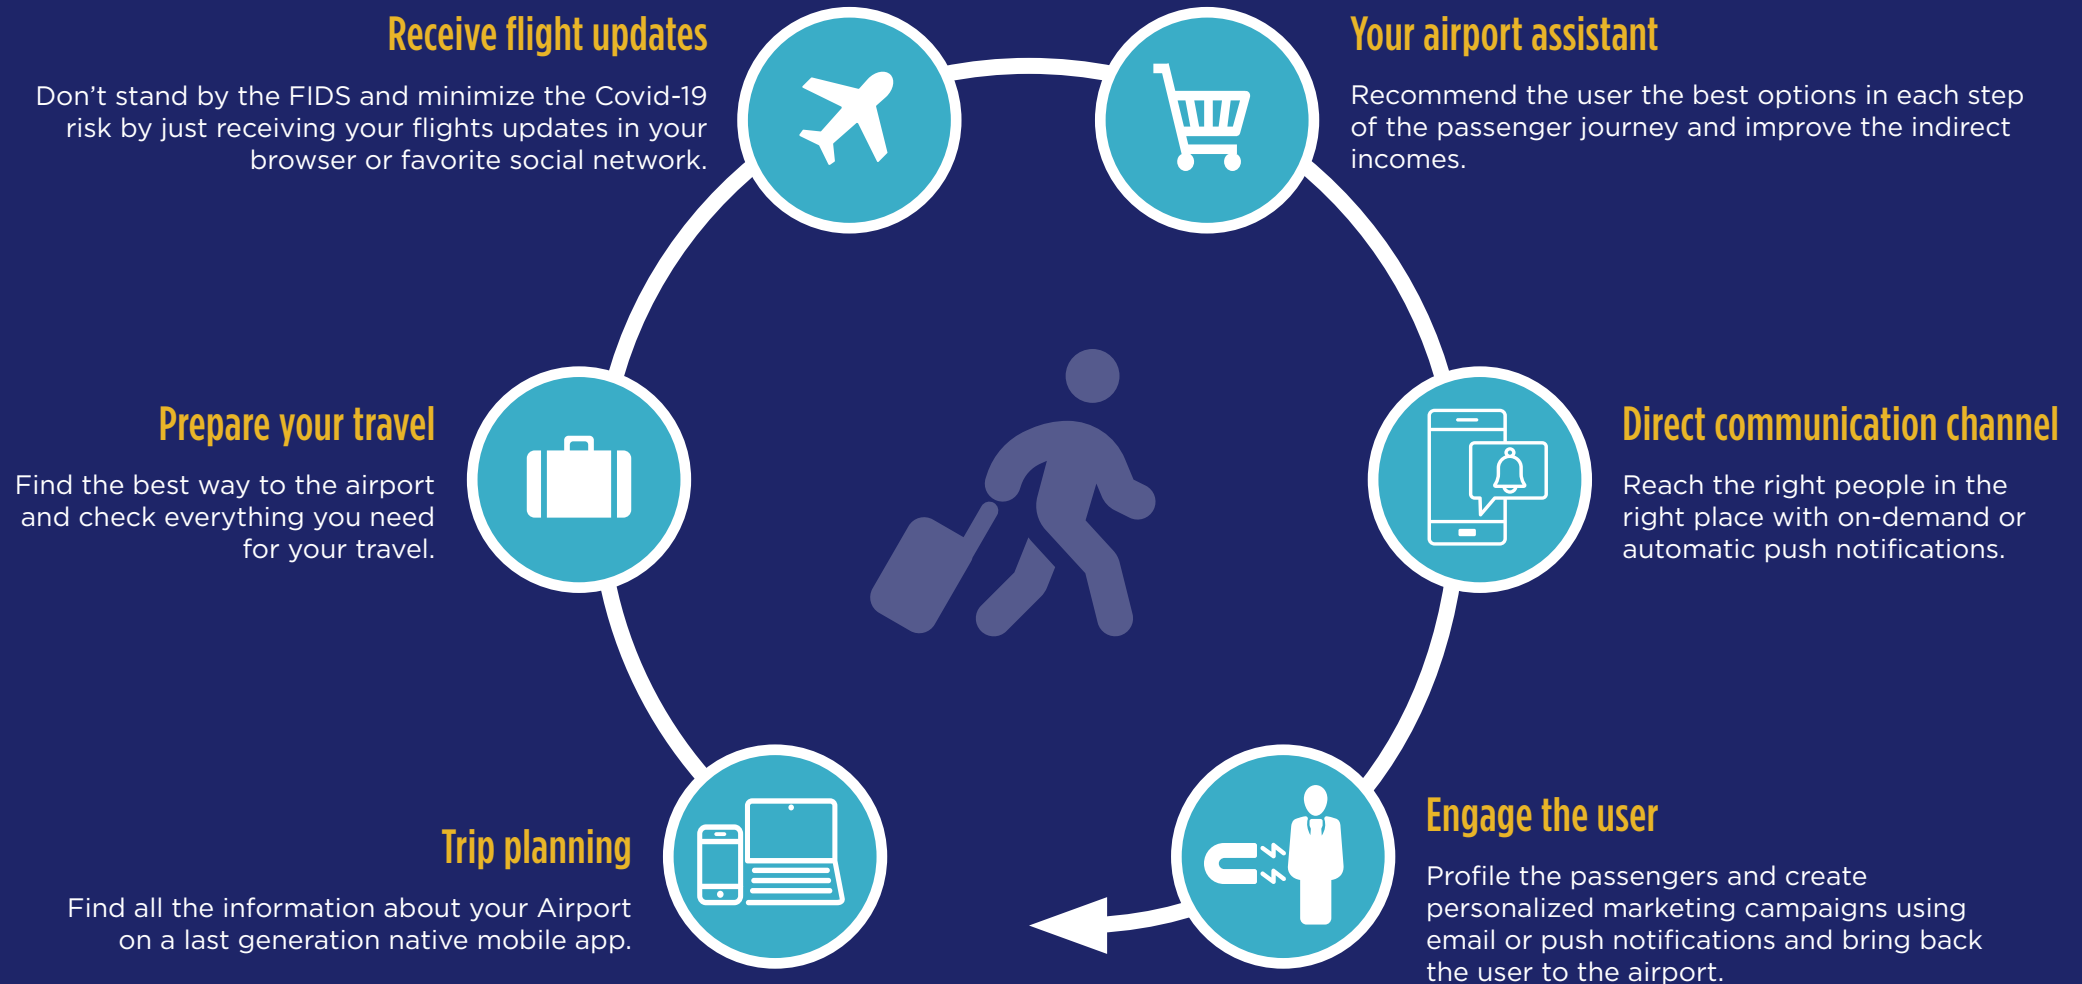 Receive flight updates
Don't stand by the FIDS and minimize the Covid-19
risk by just receiving your flights updates in your
browser or favorite social network.
Your airport assistant
Recommend the user the best options in each step
of the passenger journey and improve the indirect
incomes.
Prepare your travel
Find the best way to the airport
and check everything you need
for your travel.
Direct communication channel
Reach the right people in the
right place with on-demand or
automatic push notifications.
Trip planning
Find all the information about your Airport
on a last generation native mobile app.
Engage the user
Profile the passengers and create
personalized marketing campaigns using
email or push notifications and bring back
the user to the airport.